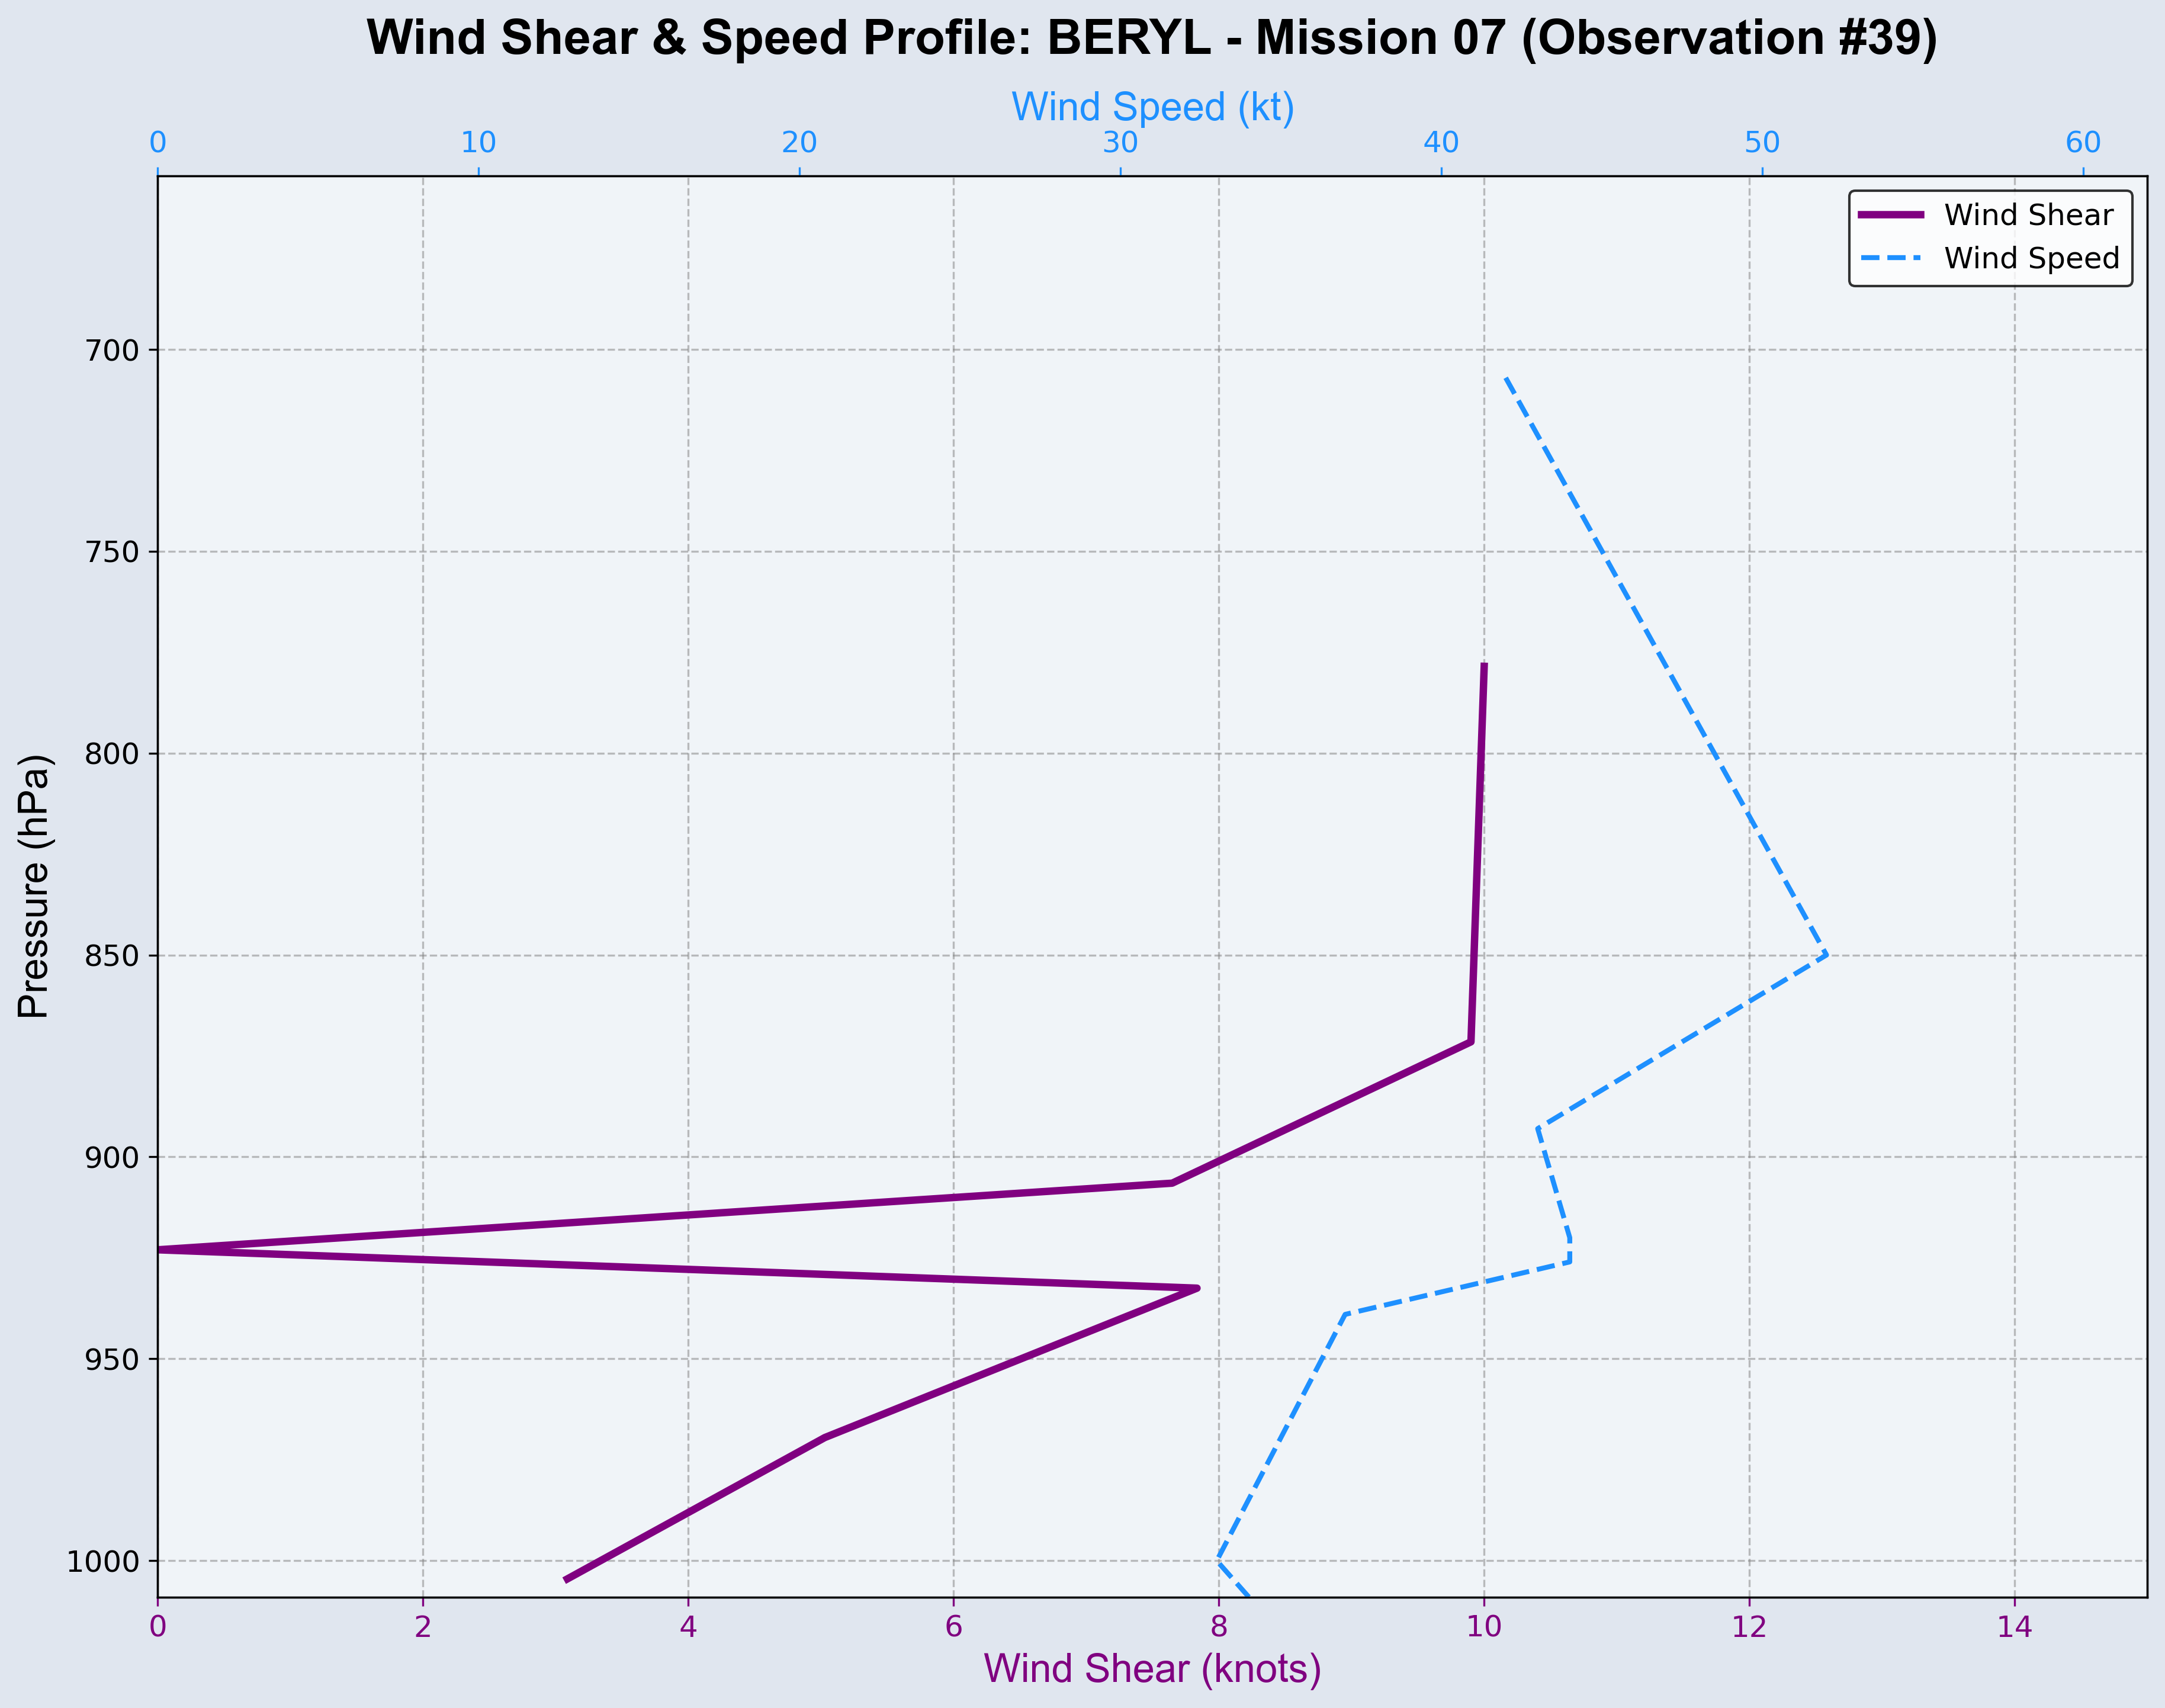 Wind Shear & Speed Profile: BERYL - Mission 07 (Observation #39)
Wind Speed (kt)
0 10 20 30 40 50 60
Wind Shear
Wind Speed
700
750
800
850
900
950
1000
Pressure (hPa)
0 2 4 6 8 10 12 14
Wind Shear (knots)